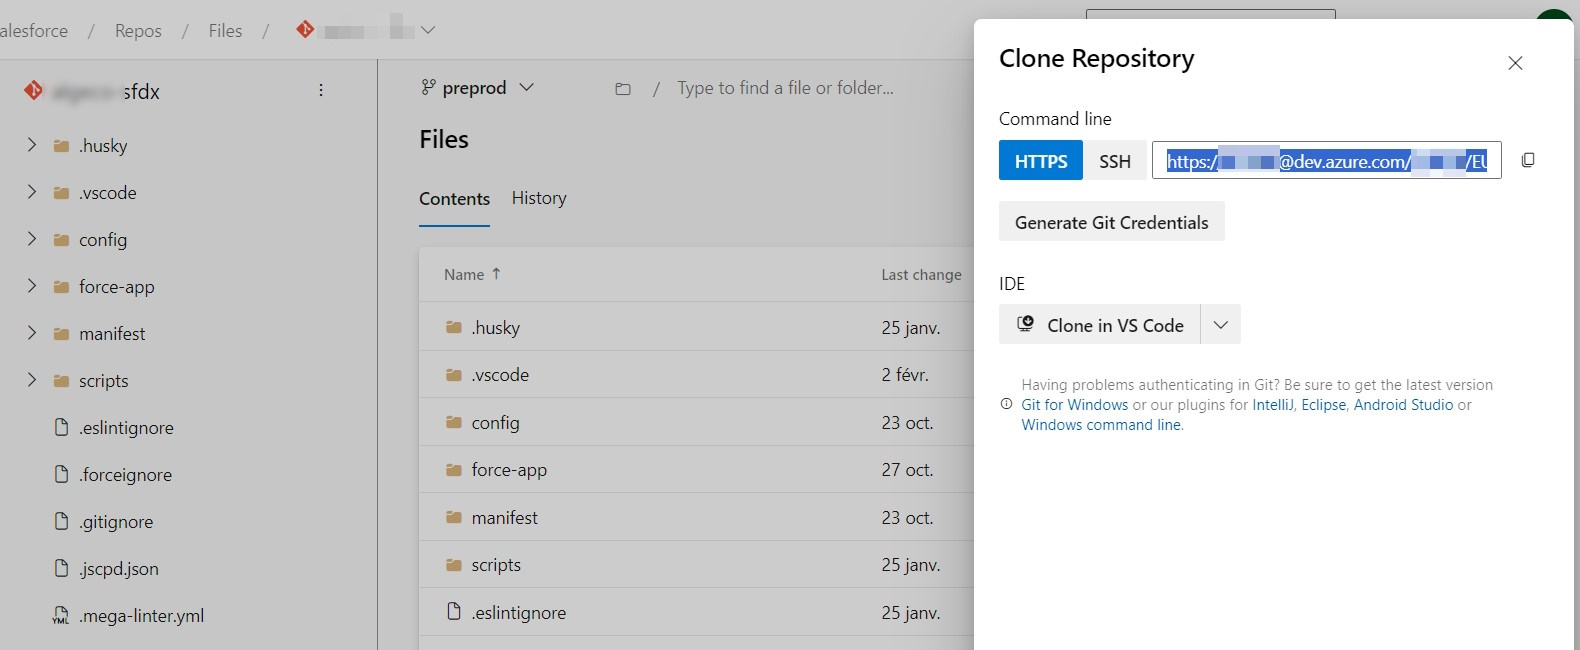 alesforce / Repos / Files /
sfdx
.husky
.vscode
config
force-app
manifest
scripts
.eslintignore
.forceignore
.gitignore
.jscpd.json
YML .mega-linter.yml
preprod / Type to find a file or folder...
Files
Contents History
Name ↑ Last change
.husky 25 janv.
.vscode 2 févr.
config 23 oct.
force-app 27 oct.
manifest 23 oct.
scripts 25 janv.
.eslintignore 25 janv.
Clone Repository
Command line
HTTPS SSH https:/ @dev.azure.com/ /EU
Generate Git Credentials
IDE
Clone in VS Code
Having problems authenticating in Git? Be sure to get the latest version
Git for Windows or our plugins for IntelliJ, Eclipse, Android Studio or
Windows command line.